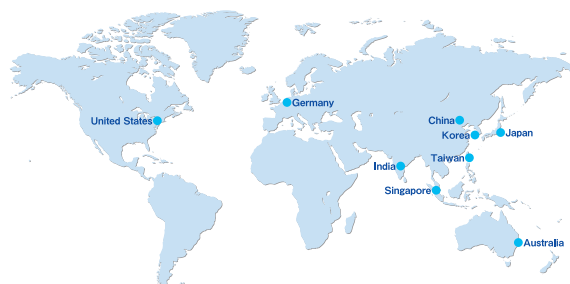 Germany
United States
China
Korea
Japan
Taiwan
India
Singapore
Australia